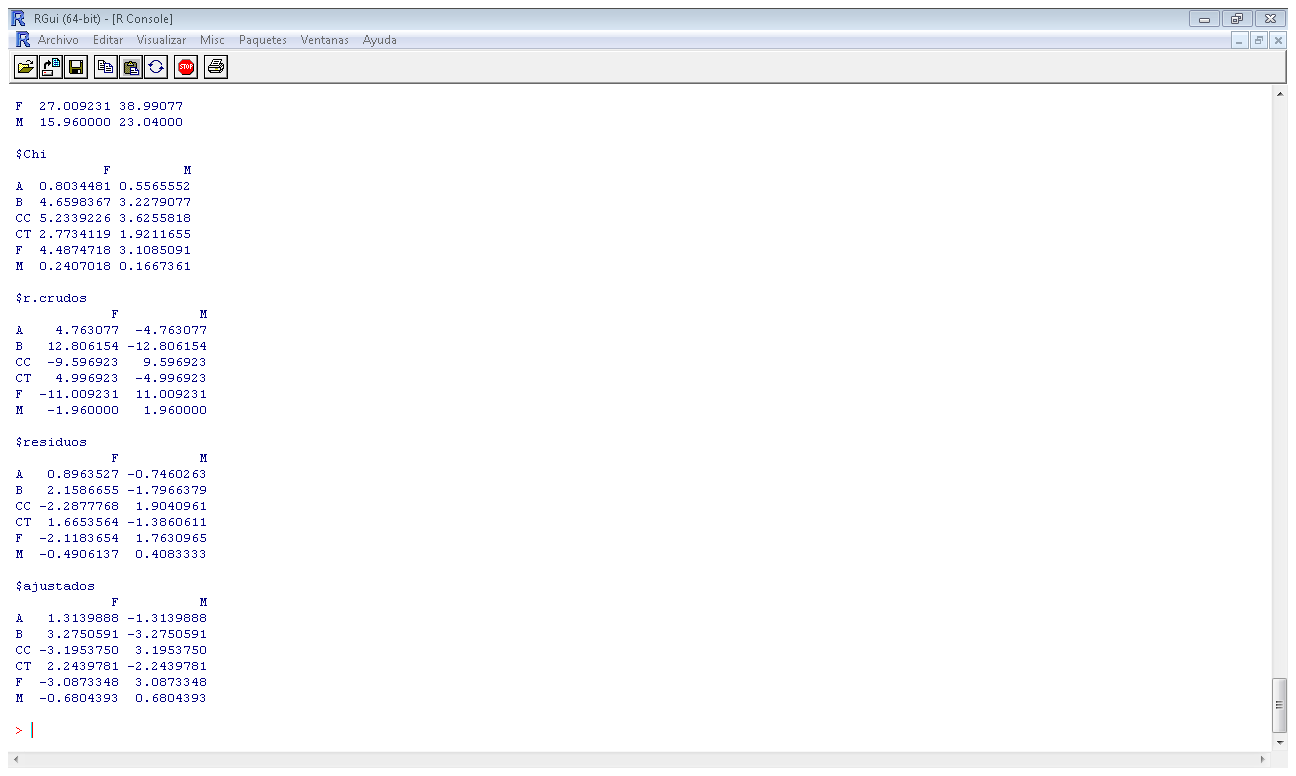 RGui (64-bit) - [R Console]
Archivo Editar Visualizar Misc Paquetes Ventanas Ayuda
STOP
F 27.009231 38.99077
M 15.960000 23.04000
$Chi
F M
A 0.8034481 0.5565552
B 4.6598367 3.2279077
CC 5.2339226 3.6255818
CT 2.7734119 1.9211655
F 4.4874718 3.1085091
M 0.2407018 0.1667361
$r.crudos
F M
A 4.763077 -4.763077
B 12.806154 -12.806154
CC -9.596923 9.596923
CT 4.996923 -4.996923
F -11.009231 11.009231
M -1.960000 1.960000
$residuos
F M
A 0.8963527 -0.7460263
B 2.1586655 -1.7966379
CC -2.2877768 1.9040961
CT 1.6653564 -1.3860611
F -2.1183654 1.7630965
M -0.4906137 0.4083333
$ajustados
F M
A 1.3139888 -1.3139888
B 3.2750591 -3.2750591
CC -3.1953750 3.1953750
CT 2.2439781 -2.2439781
F -3.0873348 3.0873348
M -0.6804393 0.6804393
>